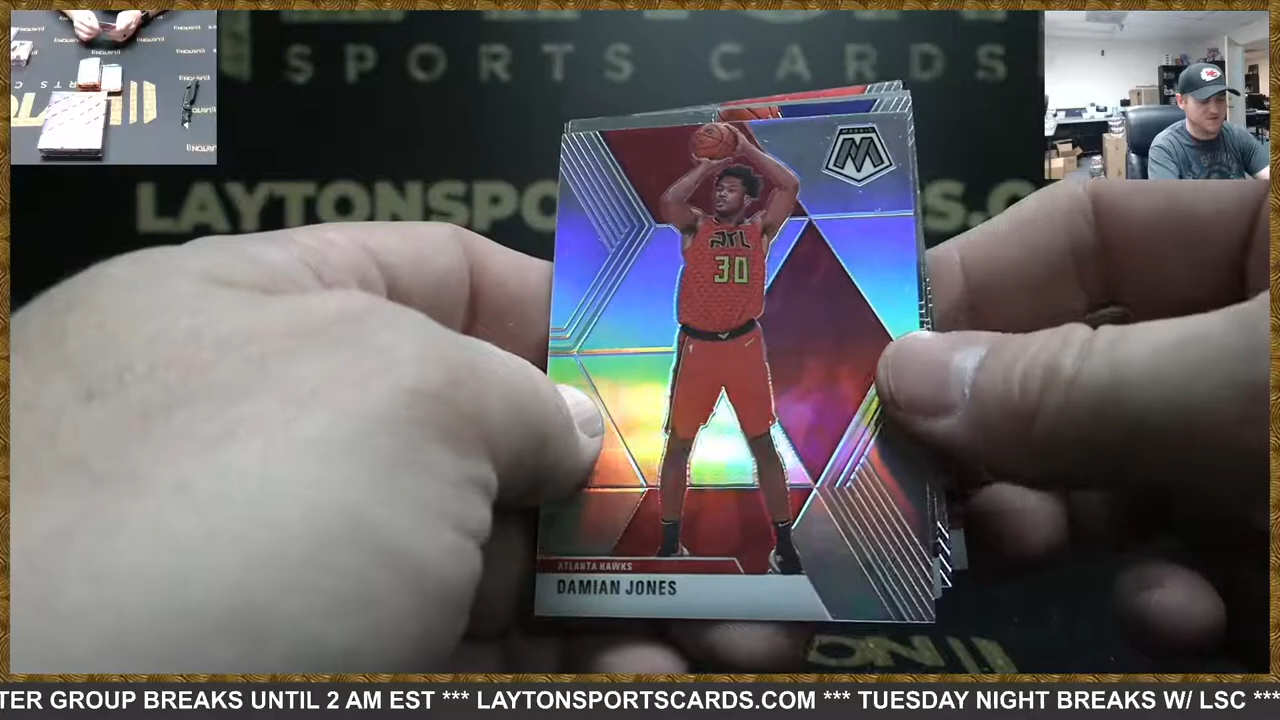 SPORTS CARDS
LAYTONSPO
S.C
MOSAIC
M
ATL
30
ATLANTA HAWKS
DAMIAN JONES
TER GROUP BREAKS UNTIL 2 AM EST *** LAYTONSPORTSCARDS.COM *** TUESDAY NIGHT BREAKS W/ LSC ***